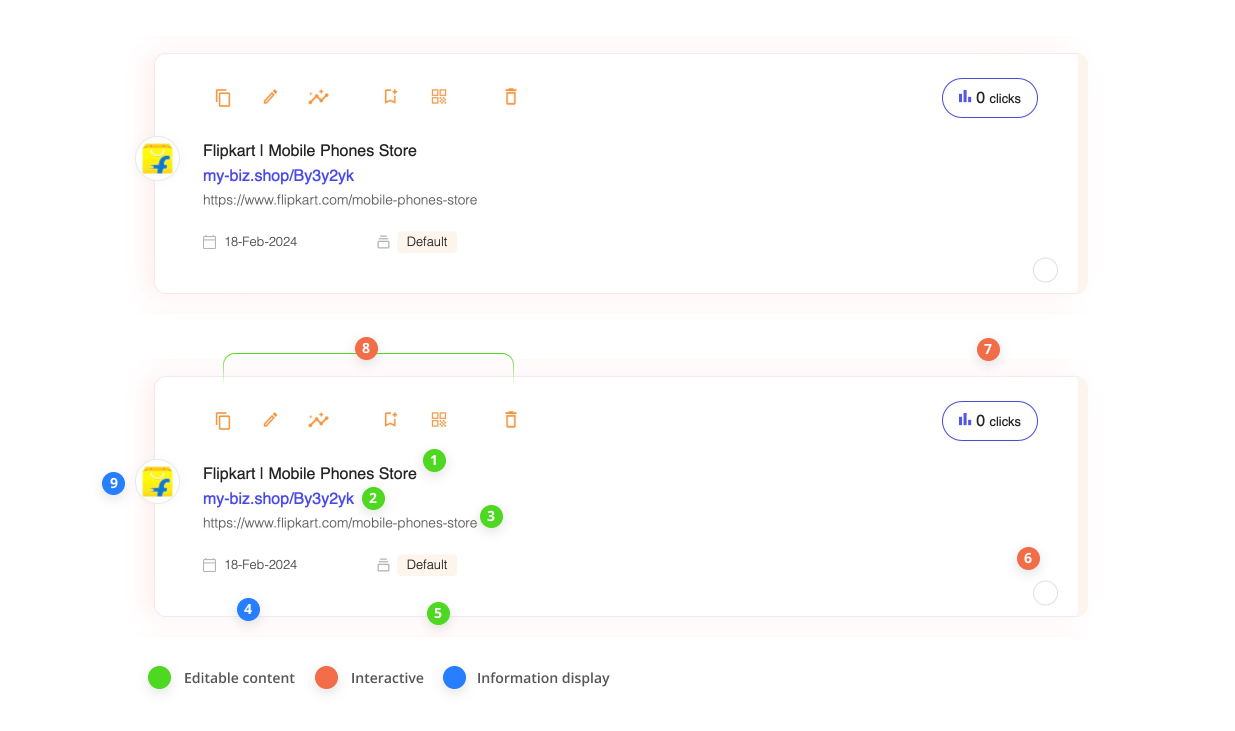 0 clicks
Flipkart | Mobile Phones Store
my-biz.shop/By3y2yk
https://www.flipkart.com/mobile-phones-store
18-Feb-2024 Default
8
7
0 clicks
1
Flipkart | Mobile Phones Store
9
my-biz.shop/By3y2yk 2
https://www.flipkart.com/mobile-phones-store 3
18-Feb-2024 Default
6
4 5
Editable content Interactive Information display